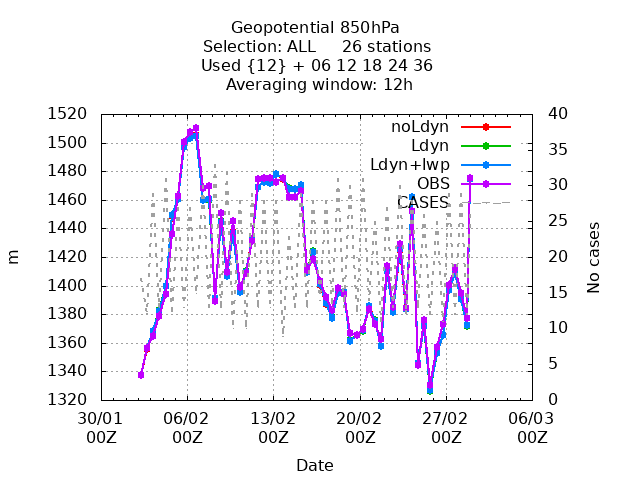 Geopotential 850hPa
Selection: ALL 26 stations
Used {12} + 06 12 18 24 36
Averaging window: 12h
1520 40
noLdyn
1500 35
Ldyn
1480 Ldyn+lwp 30
OBS
1460 CASES 25
1440
1420 20
m No cases
1400 15
1380 10
1360
1340 5
1320 0
30/01 06/02 13/02 20/02 27/02 06/03
00Z 00Z 00Z 00Z 00Z 00Z
Date